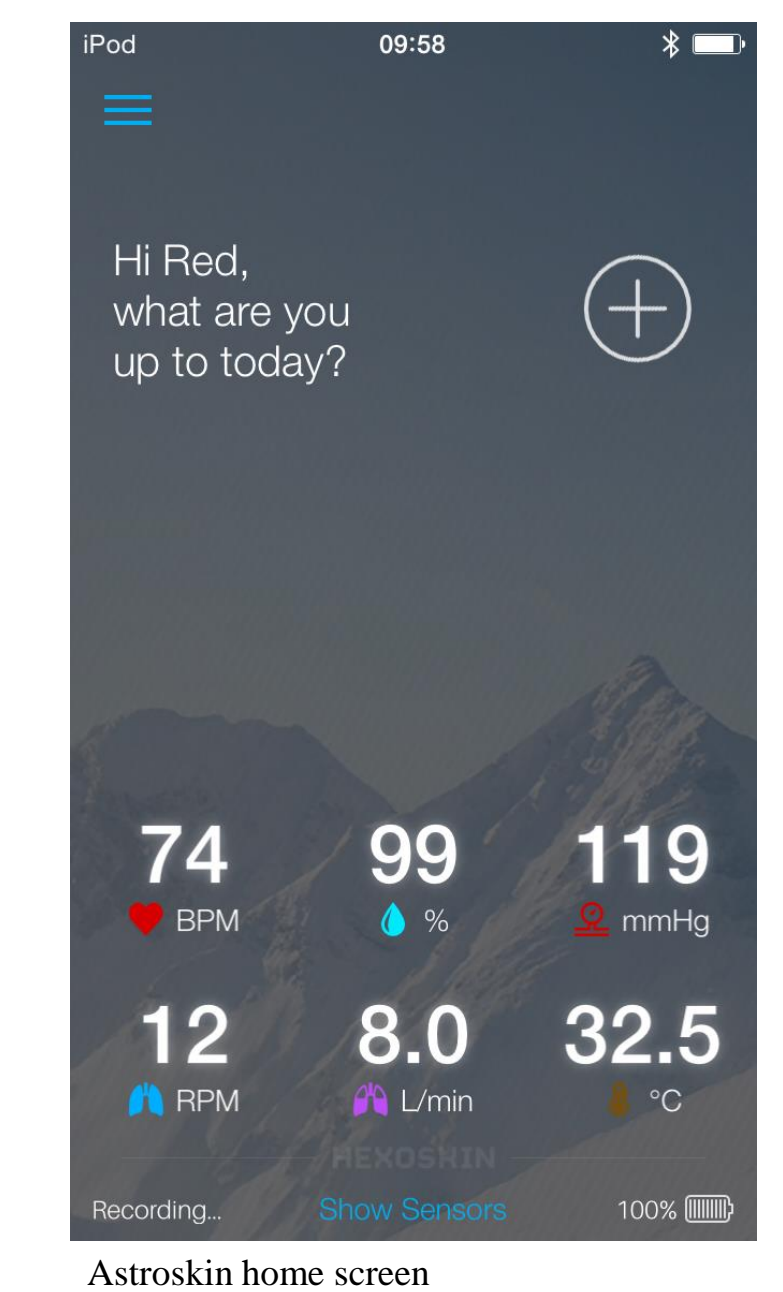 iPod 09:58
Hi Red,
what are you
up to today?
74 99 119
BPM % mmHg
12 8.0 32.5
RPM L/min °C
HEXOSKIN
Recording... Show Sensors 100%
Astroskin home screen